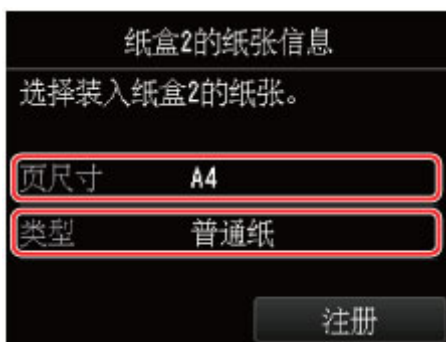 纸盒2的纸张信息
选择装入纸盒2的纸张。
页尺寸 A4
类型 普通纸
注册